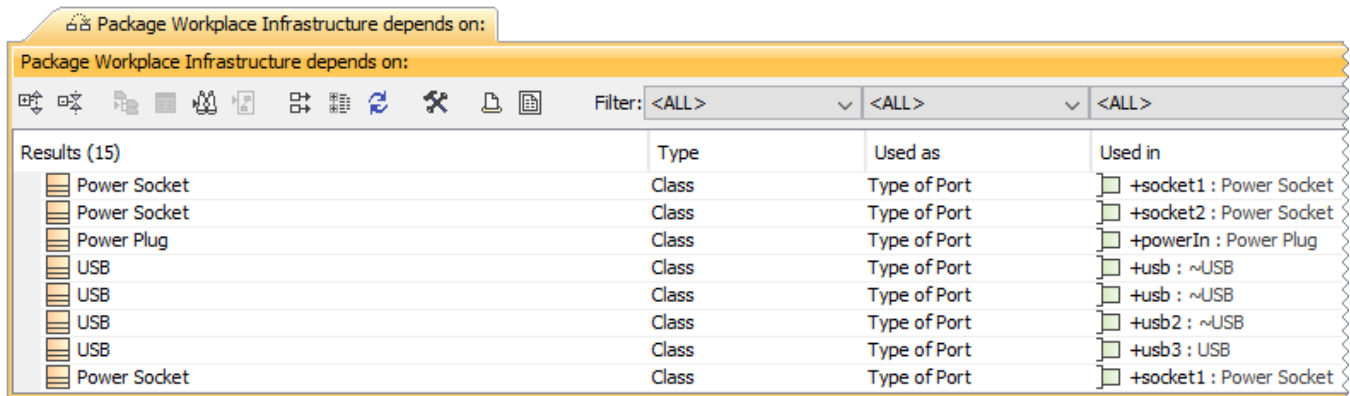 Package Workplace Infrastructure depends on:
Package Workplace Infrastructure depends on:
Filter: <ALL> <ALL> <ALL>
Results (15) Type Used as Used in
Power Socket Class Type of Port +socket1 : Power Socket
Power Socket Class Type of Port +socket2 : Power Socket
Power Plug Class Type of Port +powerIn : Power Plug
USB Class Type of Port +usb : ~USB
USB Class Type of Port +usb : ~USB
USB Class Type of Port +usb2 : ~USB
USB Class Type of Port +usb3 : USB
Power Socket Class Type of Port +socket1 : Power Socket